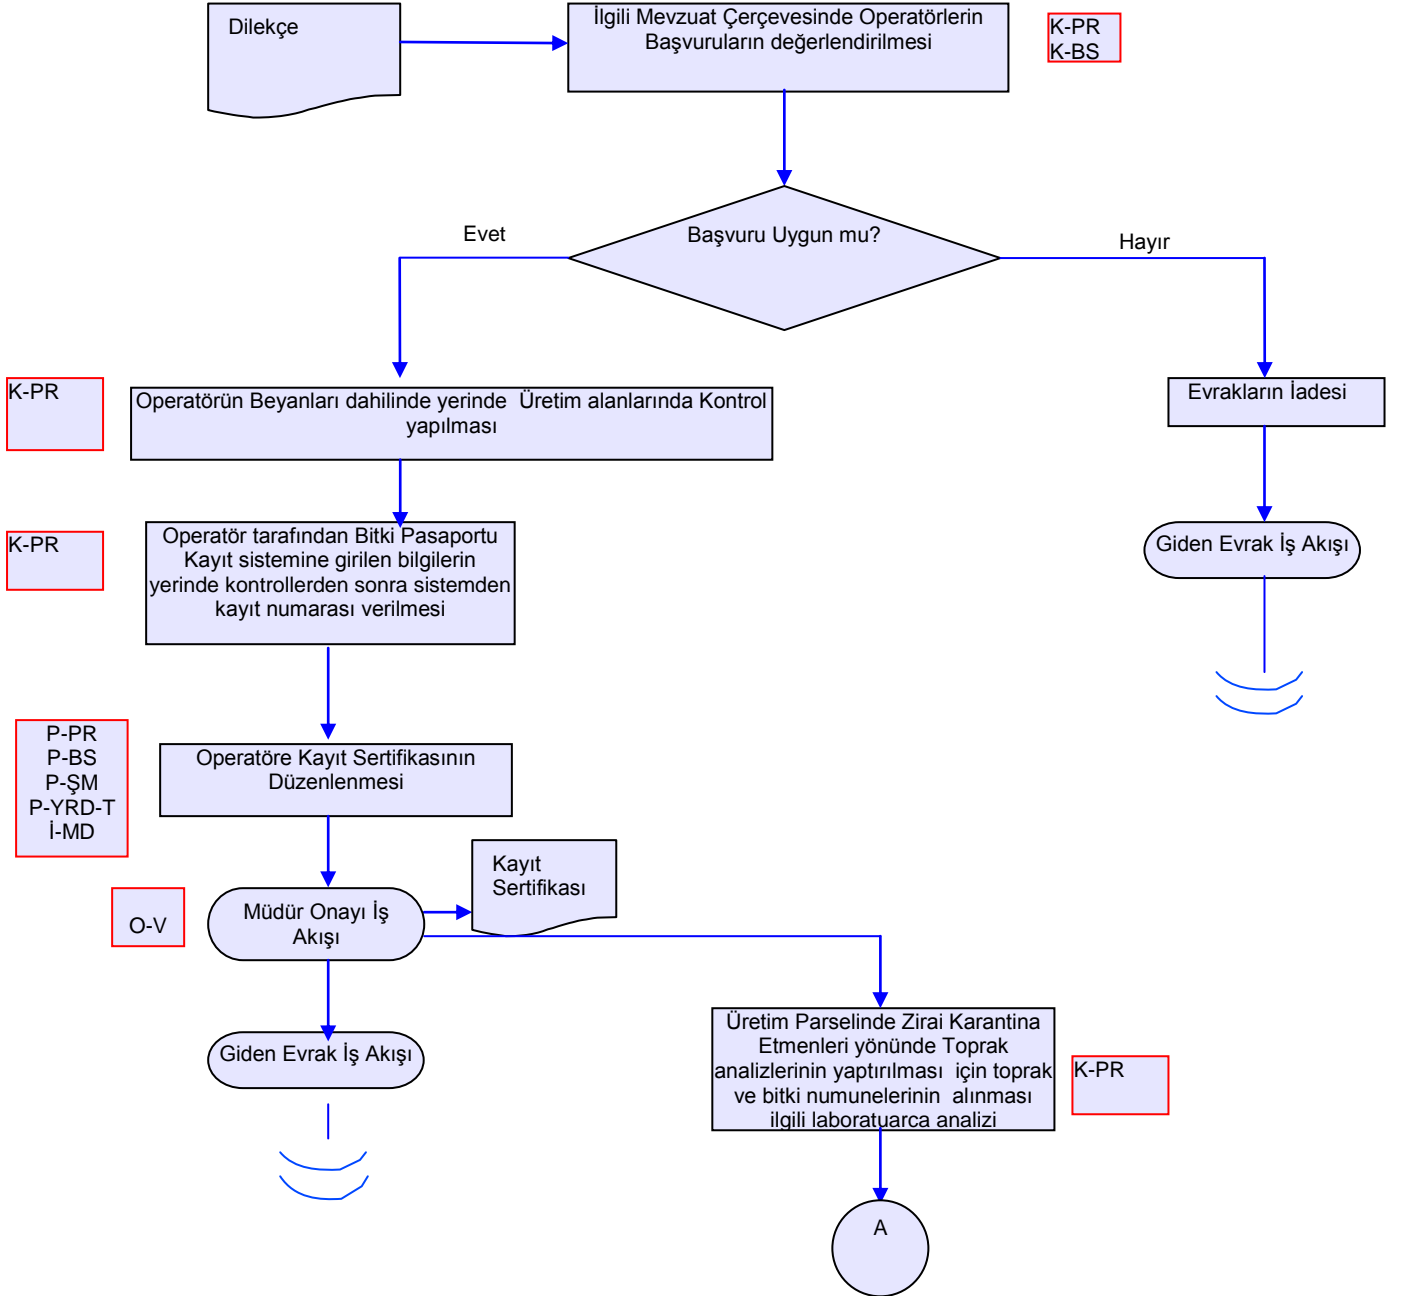 Dilekçe
İlgili Mevzuat Çerçevesinde Operatörlerin
Başvuruların değerlendirilmesi
K-PR
K-BS
Başvuru Uygun mu?
Evet
Hayır
K-PR
Operatörün Beyanları dahilinde yerinde Üretim alanlarında Kontrol
yapılması
Evrakların İadesi
K-PR
Operatör tarafından Bitki Pasaportu
Kayıt sistemine girilen bilgilerin
yerinde kontrollerden sonra sistemden
kayıt numarası verilmesi
Giden Evrak İş Akışı
P-PR
P-BS
P-ŞM
P-YRD-T
İ-MD
Operatöre Kayıt Sertifikasının
Düzenlenmesi
Kayıt
Sertifikası
O-V
Müdür Onayı İş
Akışı
Giden Evrak İş Akışı
Üretim Parselinde Zirai Karantina
Etmenleri yönünde Toprak
analizlerinin yaptırılması için toprak
ve bitki numunelerinin alınması
ilgili laboratuarca analizi
K-PR
A